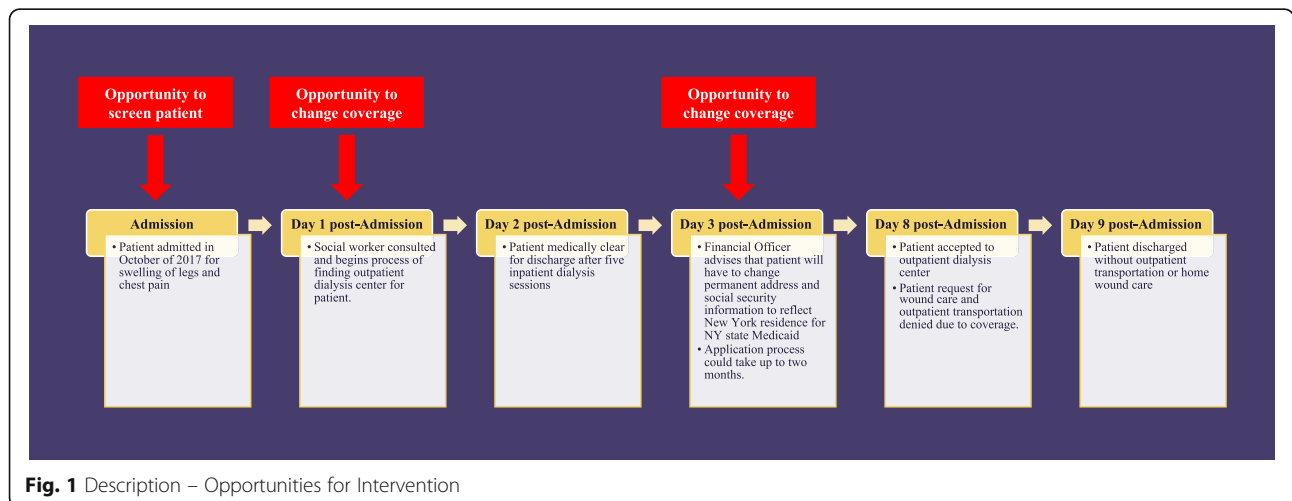 Opportunity to
screen patient
Opportunity to
change coverage
Opportunity to
change coverage
Admission
• Patient admitted in
October of 2017 for
swelling of legs and
chest pain
Day 1 post-Admission
• Social worker consulted
and begins process of
finding outpatient
dialysis center for
patient.
Day 2 post-Admission
• Patient medically clear
for discharge after five
inpatient dialysis
sessions
Day 3 post-Admission
• Financial Officer
advises that patient will
have to change
permanent address and
social security
information to reflect
New York residence for
NY state Medicaid
• Application process
could take up to two
months.
Day 8 post-Admission
• Patient accepted to
outpatient dialysis
center
• Patient request for
wound care and
outpatient transportation
denied due to coverage.
Day 9 post-Admission
• Patient discharged
without outpatient
transportation or home
wound care
Fig. 1 Description – Opportunities for Intervention